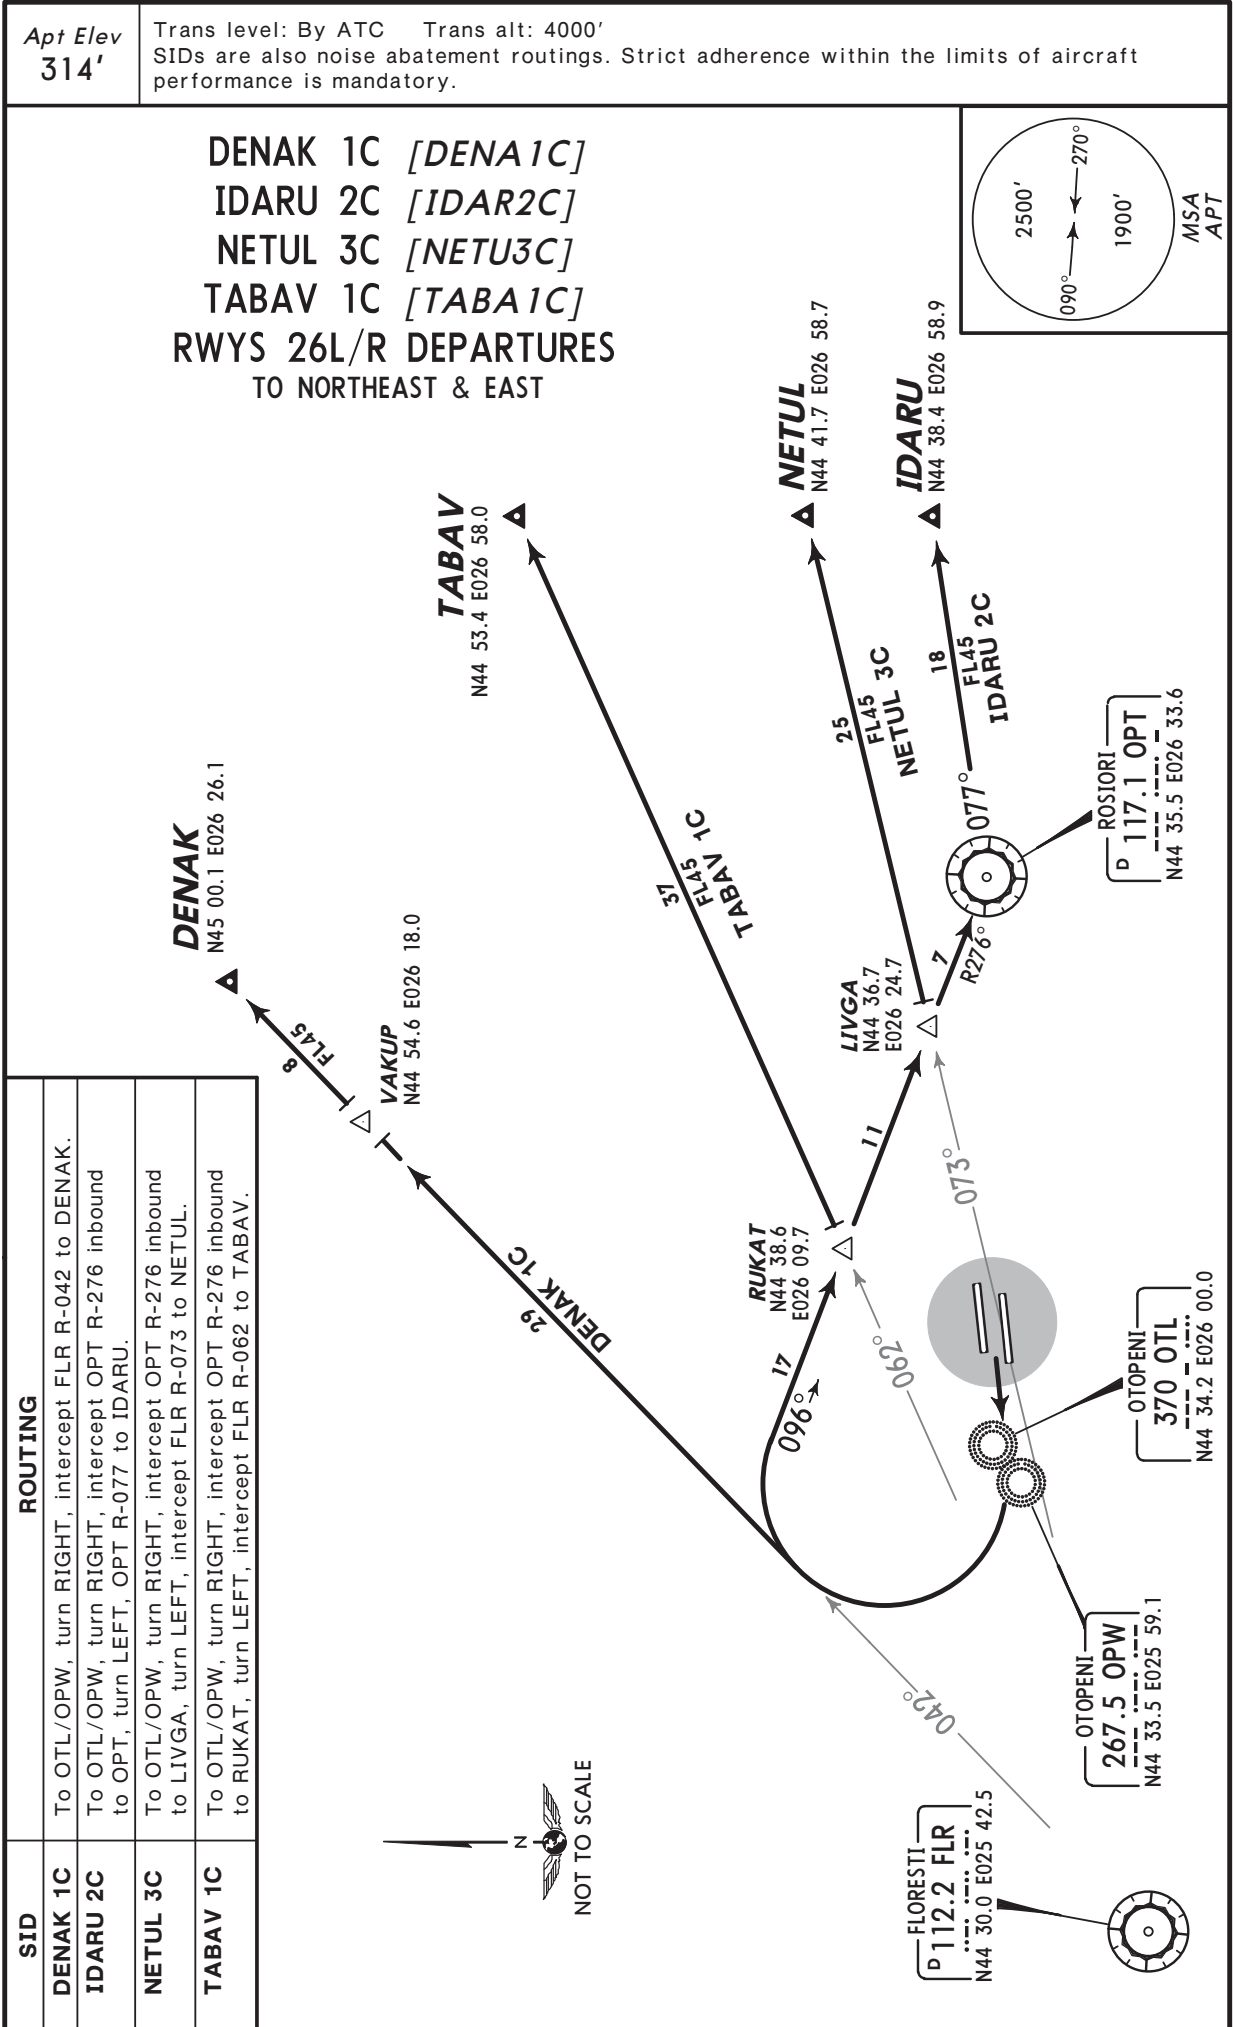 Apt Elev
314'
Trans level: By ATC Trans alt: 4000'
SIDs are also noise abatement routings. Strict adherence within the limits of aircraft
performance is mandatory.
DENAK 1C [DENA1C]
IDARU 2C [IDAR2C]
NETUL 3C [NETU3C]
TABAV 1C [TABA1C]
RWYS 26L/R DEPARTURES
TO NORTHEAST & EAST
2500'
270°
090°
1900'
MSA
APT
DENAK
N45 00.1 E026 26.1
TABAV
N44 53.4 E026 58.0
NETUL
N44 41.7 E026 58.7
IDARU
N44 38.4 E026 58.9
8
FL45
VAKUP
N44 54.6 E026 18.0
29
DENAK 1C
37
FL45
TABAV 1C
25
FL45
NETUL 3C
18
FL45
IDARU 2C
077°
ROSIORI
D 117.1 OPT
N44 35.5 E026 33.6
LIVGA
N44 36.7
E026 24.7
7
R276°
11
RUKAT
N44 38.6
E026 09.7
17
096°
062°
073°
042°
OTOPENI
370 OTL
N44 34.2 E026 00.0
OTOPENI
267.5 OPW
N44 33.5 E025 59.1
FLORESTI
D 112.2 FLR
N44 30.0 E025 42.5
N
NOT TO SCALE
SID ROUTING
DENAK 1C To OTL/OPW, turn RIGHT, intercept FLR R-042 to DENAK.
IDARU 2C To OTL/OPW, turn RIGHT, intercept OPT R-276 inbound
to OPT, turn LEFT, OPT R-077 to IDARU.
NETUL 3C To OTL/OPW, turn RIGHT, intercept OPT R-276 inbound
to LIVGA, turn LEFT, intercept FLR R-073 to NETUL.
TABAV 1C To OTL/OPW, turn RIGHT, intercept OPT R-276 inbound
to RUKAT, turn LEFT, intercept FLR R-062 to TABAV.